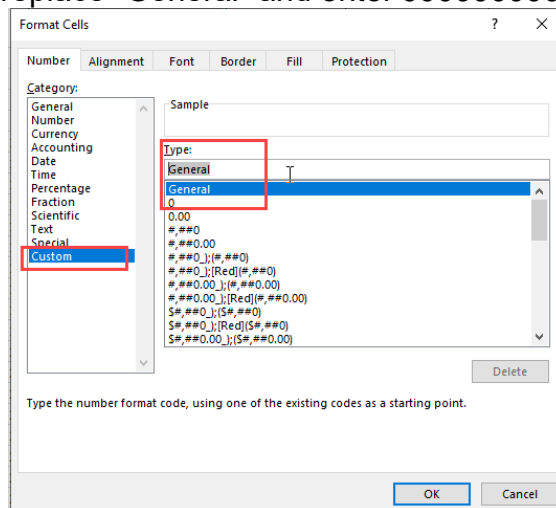 Format Cells ? ×
Number Alignment Font Border Fill Protection
Category:
General
Number
Currency
Accounting
Date
Time
Percentage
Fraction
Scientific
Text
Special
Custom
Sample
Type:
General
General
0
0.00
#,##0
#,##0.00
#,##0_);(#,##0)
#,##0_);[Red](#,##0)
#,##0.00_);(#,##0.00)
#,##0.00_);[Red](#,##0.00)
$#,##0_);($#,##0)
$#,##0_);[Red]($#,##0)
$#,##0.00_);($#,##0.00)
Delete
Type the number format code, using one of the existing codes as a starting point.
OK Cancel